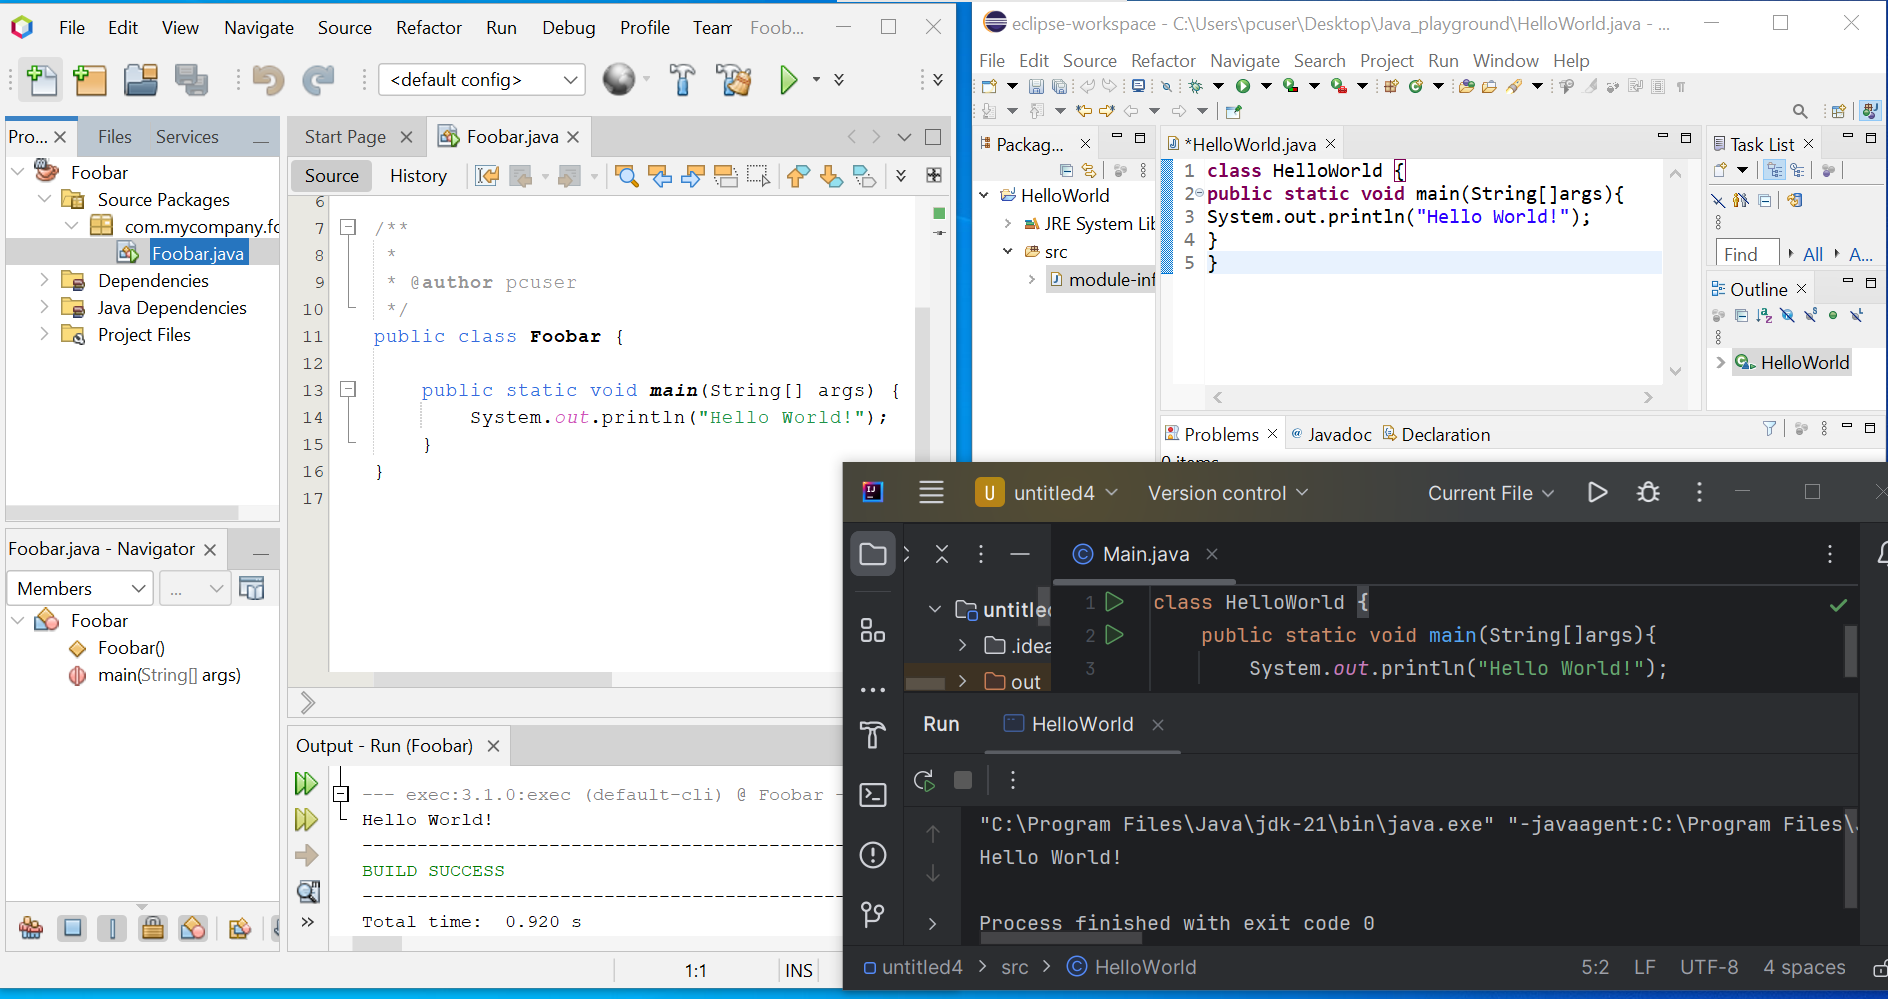 File Edit View Navigate Source Refactor Run Debug Profile Team Foob...
<default config>
Pro... Files Services
Foobar
Source Packages
com.mycompany.fo
Foobar.java
Dependencies
Java Dependencies
Project Files
Foobar.java - Navigator
Members ...
Foobar
Foobar()
main(String[] args)
Start Page Foobar.java
Source History
6
7 /**
8 *
9 * @author pcuser
10 */
11 public class Foobar {
12
13 public static void main(String[] args) {
14 System.out.println("Hello World!");
15 }
16 }
17
Output - Run (Foobar)
--- exec:3.1.0:exec (default-cli) @ Foobar -
Hello World!
------------------------------------------
BUILD SUCCESS
------------------------------------------
Total time: 0.920 s
1:1 INS
eclipse-workspace - C:\Users\pcuser\Desktop\Java_playground\HelloWorld.java - ...
File Edit Source Refactor Navigate Search Project Run Window Help
Packag...
HelloWorld
JRE System Lib
src
module-inf
*HelloWorld.java
1 class HelloWorld {
2 public static void main(String[]args){
3 System.out.println("Hello World!");
4 }
5 }
Task List
Find All A...
Outline
HelloWorld
Problems Javadoc Declaration
0 items
U untitled4 Version control Current File
Main.java
untitled
.idea
out
1 class HelloWorld {
2 public static void main(String[]args){
3 System.out.println("Hello World!");
Run HelloWorld
"C:\Program Files\Java\jdk-21\bin\java.exe" "-javaagent:C:\Program Files\
Hello World!
Process finished with exit code 0
untitled4 > src > HelloWorld 5:2 LF UTF-8 4 spaces